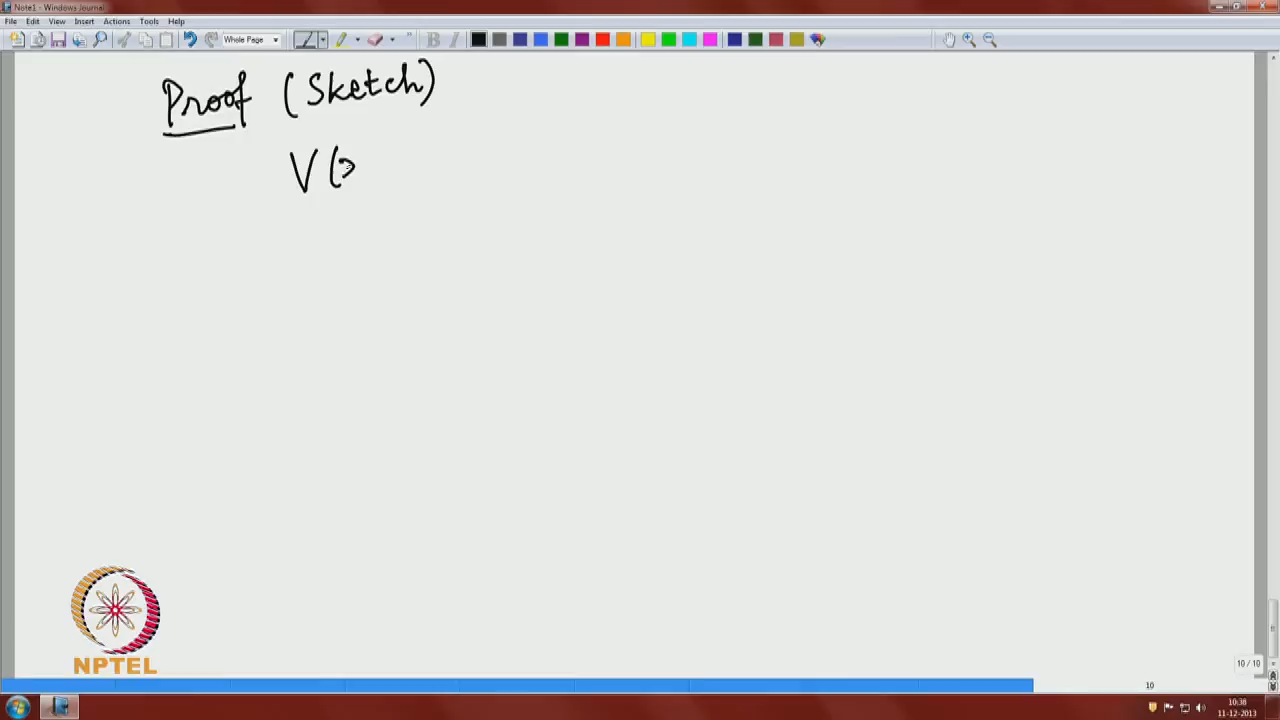 Note1 - Windows Journal
File Edit View Insert Actions Tools Help
Whole Page
B I
Proof (Sketch)
V(
NPTEL
10 / 10
10
10:38
11-12-2013